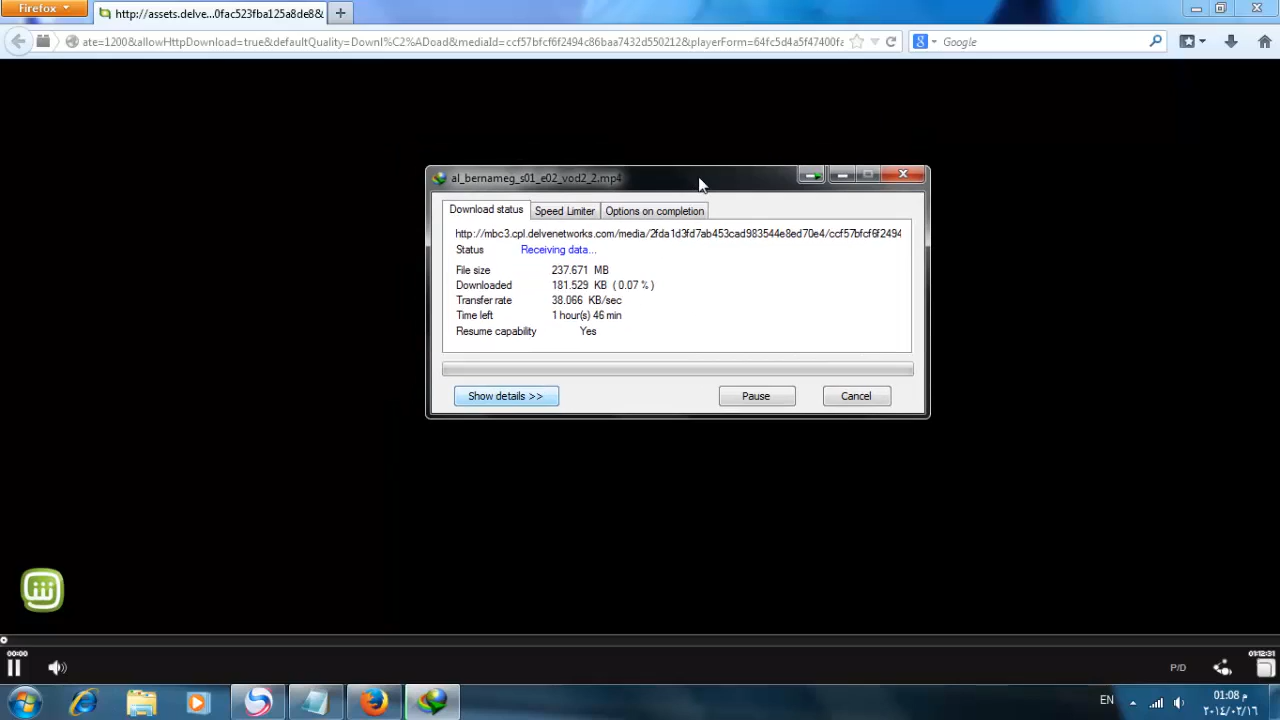 Firefox
http://assets.delve...0fac523fba125a8de8&
ate=1200&allowHttpDownload=true&defaultQuality=Downl%C2%ADoad&mediaId=ccf57bfcf6f2494c86baa7432d550212&playerForm=64fc5d4a5f47400fa
Google
al_bernameg_s01_e02_vod2_2.mp4
Download status
Speed Limiter
Options on completion
http://mbc3.cpl.delvenetworks.com/media/2fda1d3fd7ab453cad983544e8ed70e4/ccf57bfcf6f2494
Status Receiving data...
File size 237.671 MB
Downloaded 181.529 KB ( 0.07 % )
Transfer rate 38.066 KB/sec
Time left 1 hour(s) 46 min
Resume capability Yes
Show details >>
Pause
Cancel
00:00
01:12:31
P/D
EN
01:08 م
٢٠١٤/٠٢/١٦